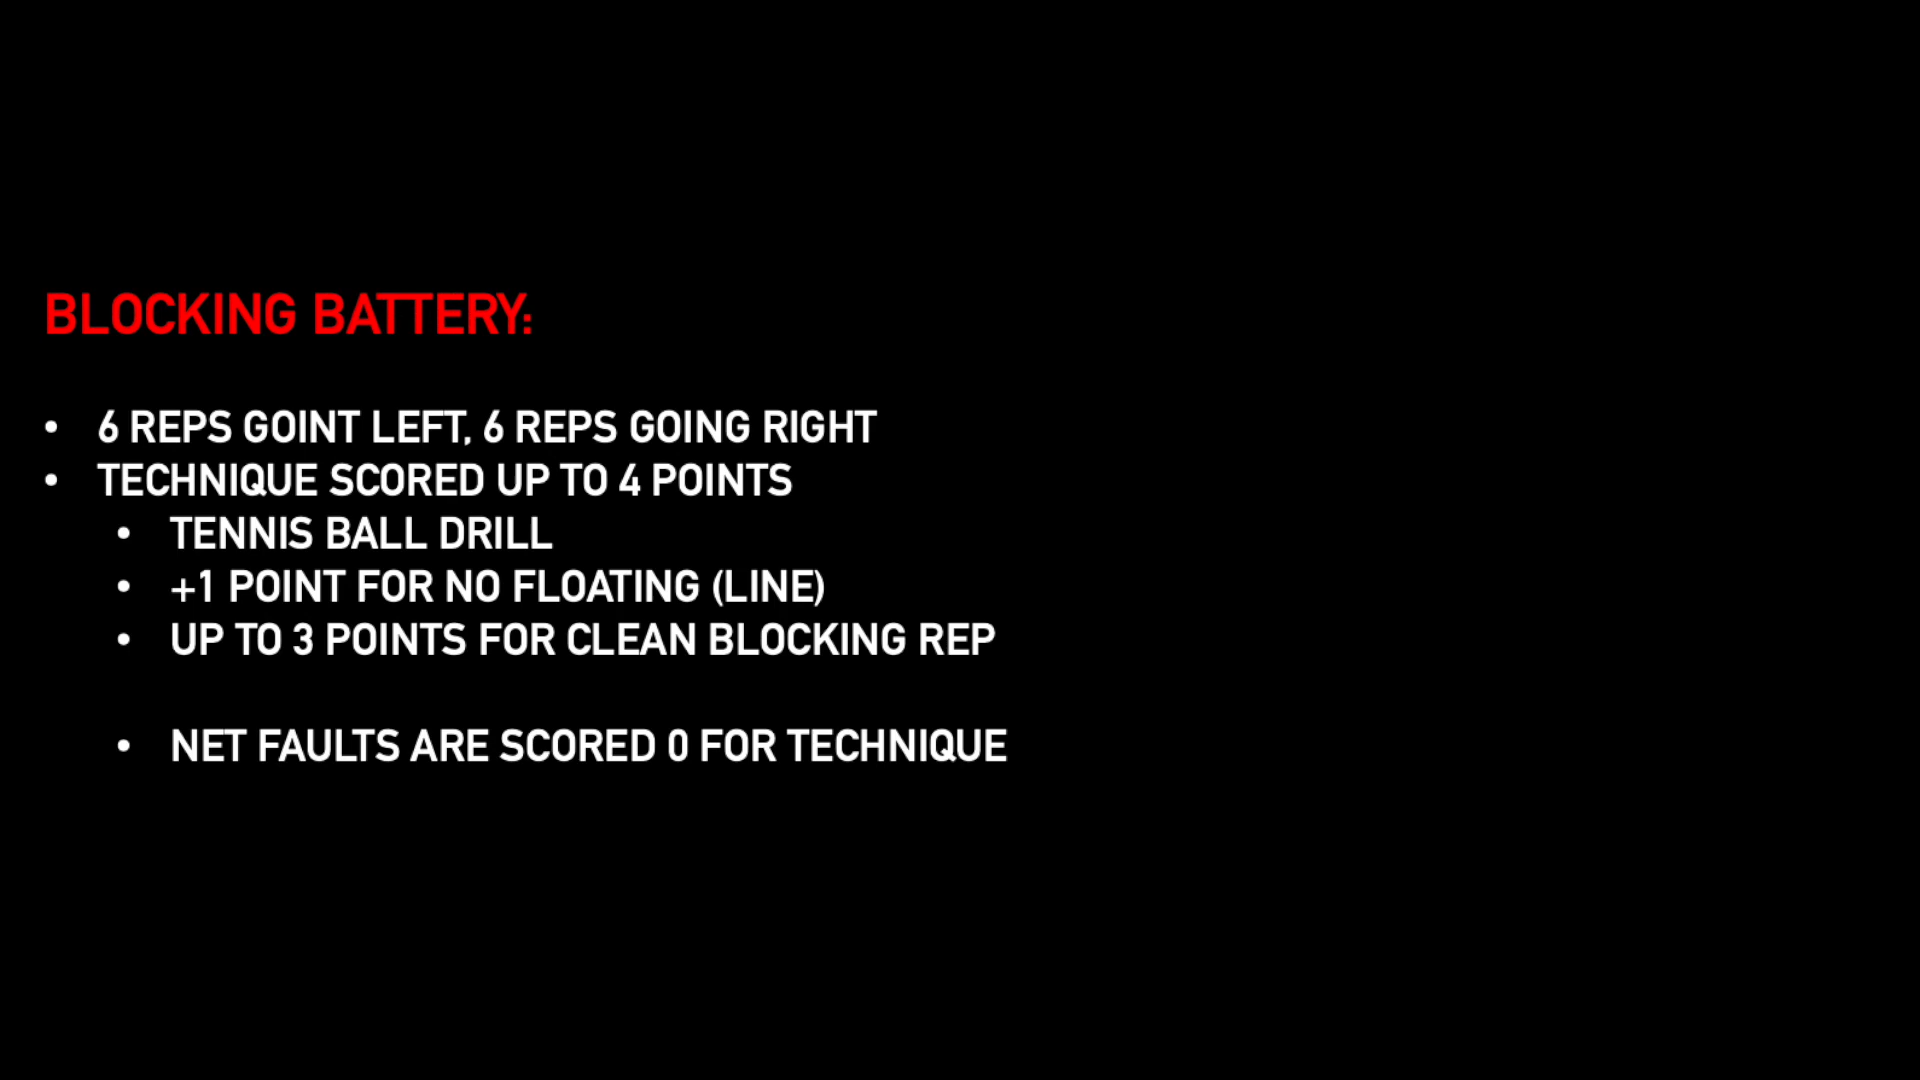 BLOCKING BATTERY:
• 6 REPS GOINT LEFT, 6 REPS GOING RIGHT
• TECHNIQUE SCORED UP TO 4 POINTS
• TENNIS BALL DRILL
• +1 POINT FOR NO FLOATING (LINE)
• UP TO 3 POINTS FOR CLEAN BLOCKING REP
• NET FAULTS ARE SCORED 0 FOR TECHNIQUE